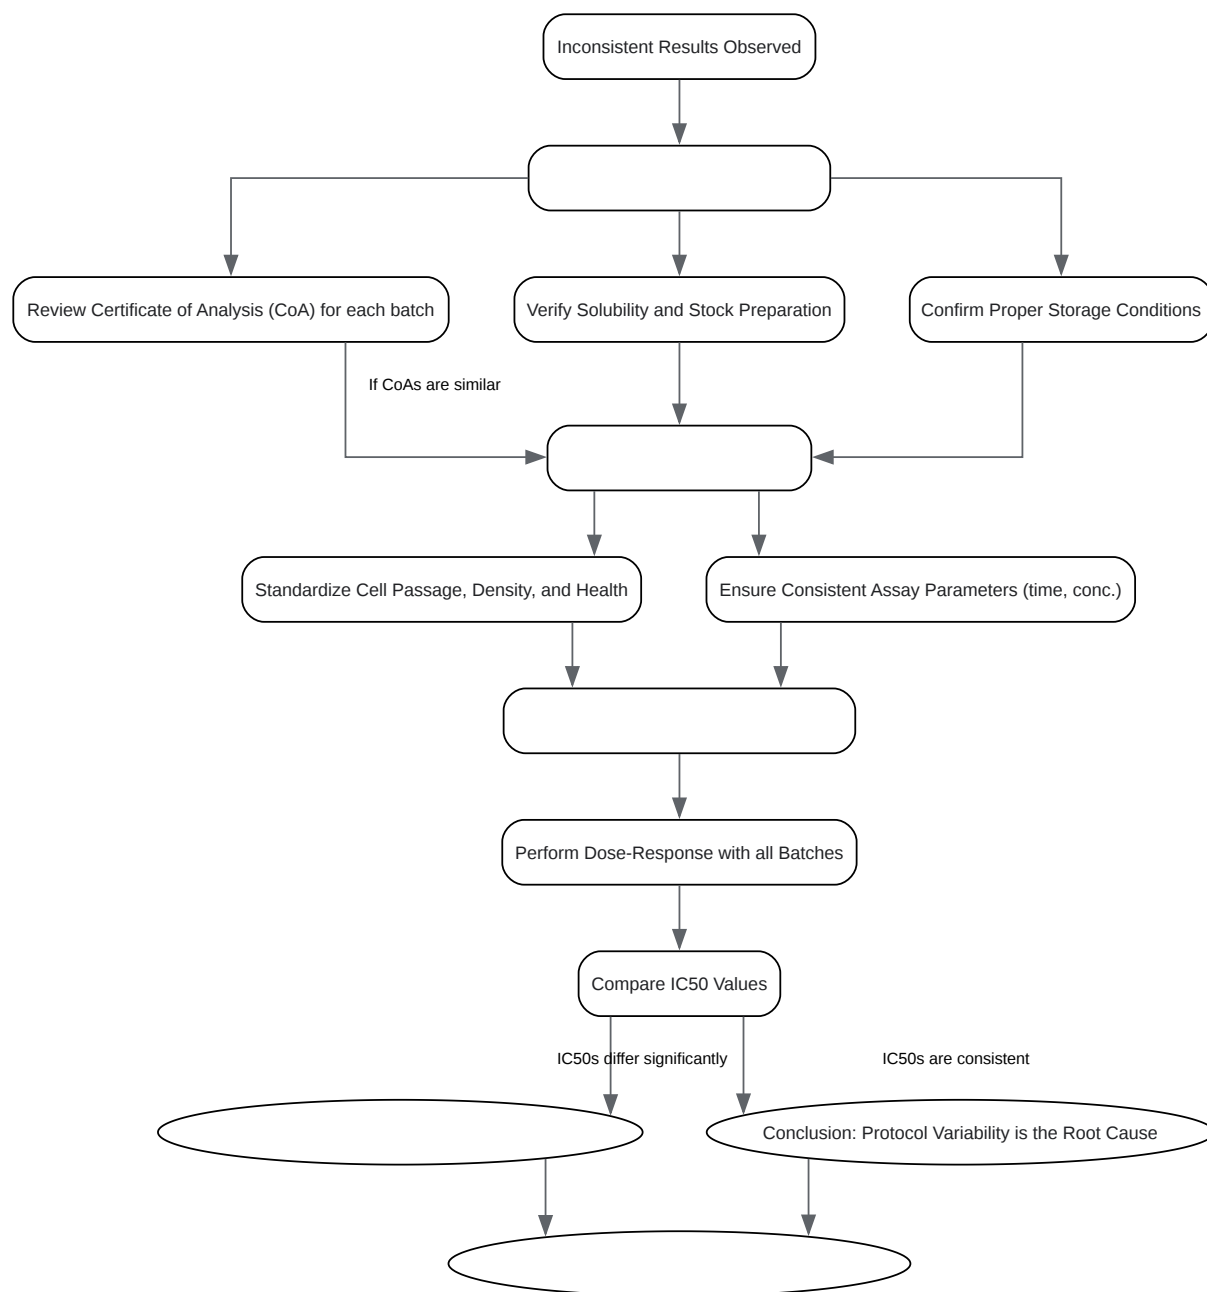 Inconsistent Results Observed
Review Certificate of Analysis (CoA) for each batch
Verify Solubility and Stock Preparation
Confirm Proper Storage Conditions
If CoAs are similar
Standardize Cell Passage, Density, and Health
Ensure Consistent Assay Parameters (time, conc.)
Perform Dose-Response with all Batches
Compare IC50 Values
IC50s differ significantly
IC50s are consistent
Conclusion: Protocol Variability is the Root Cause